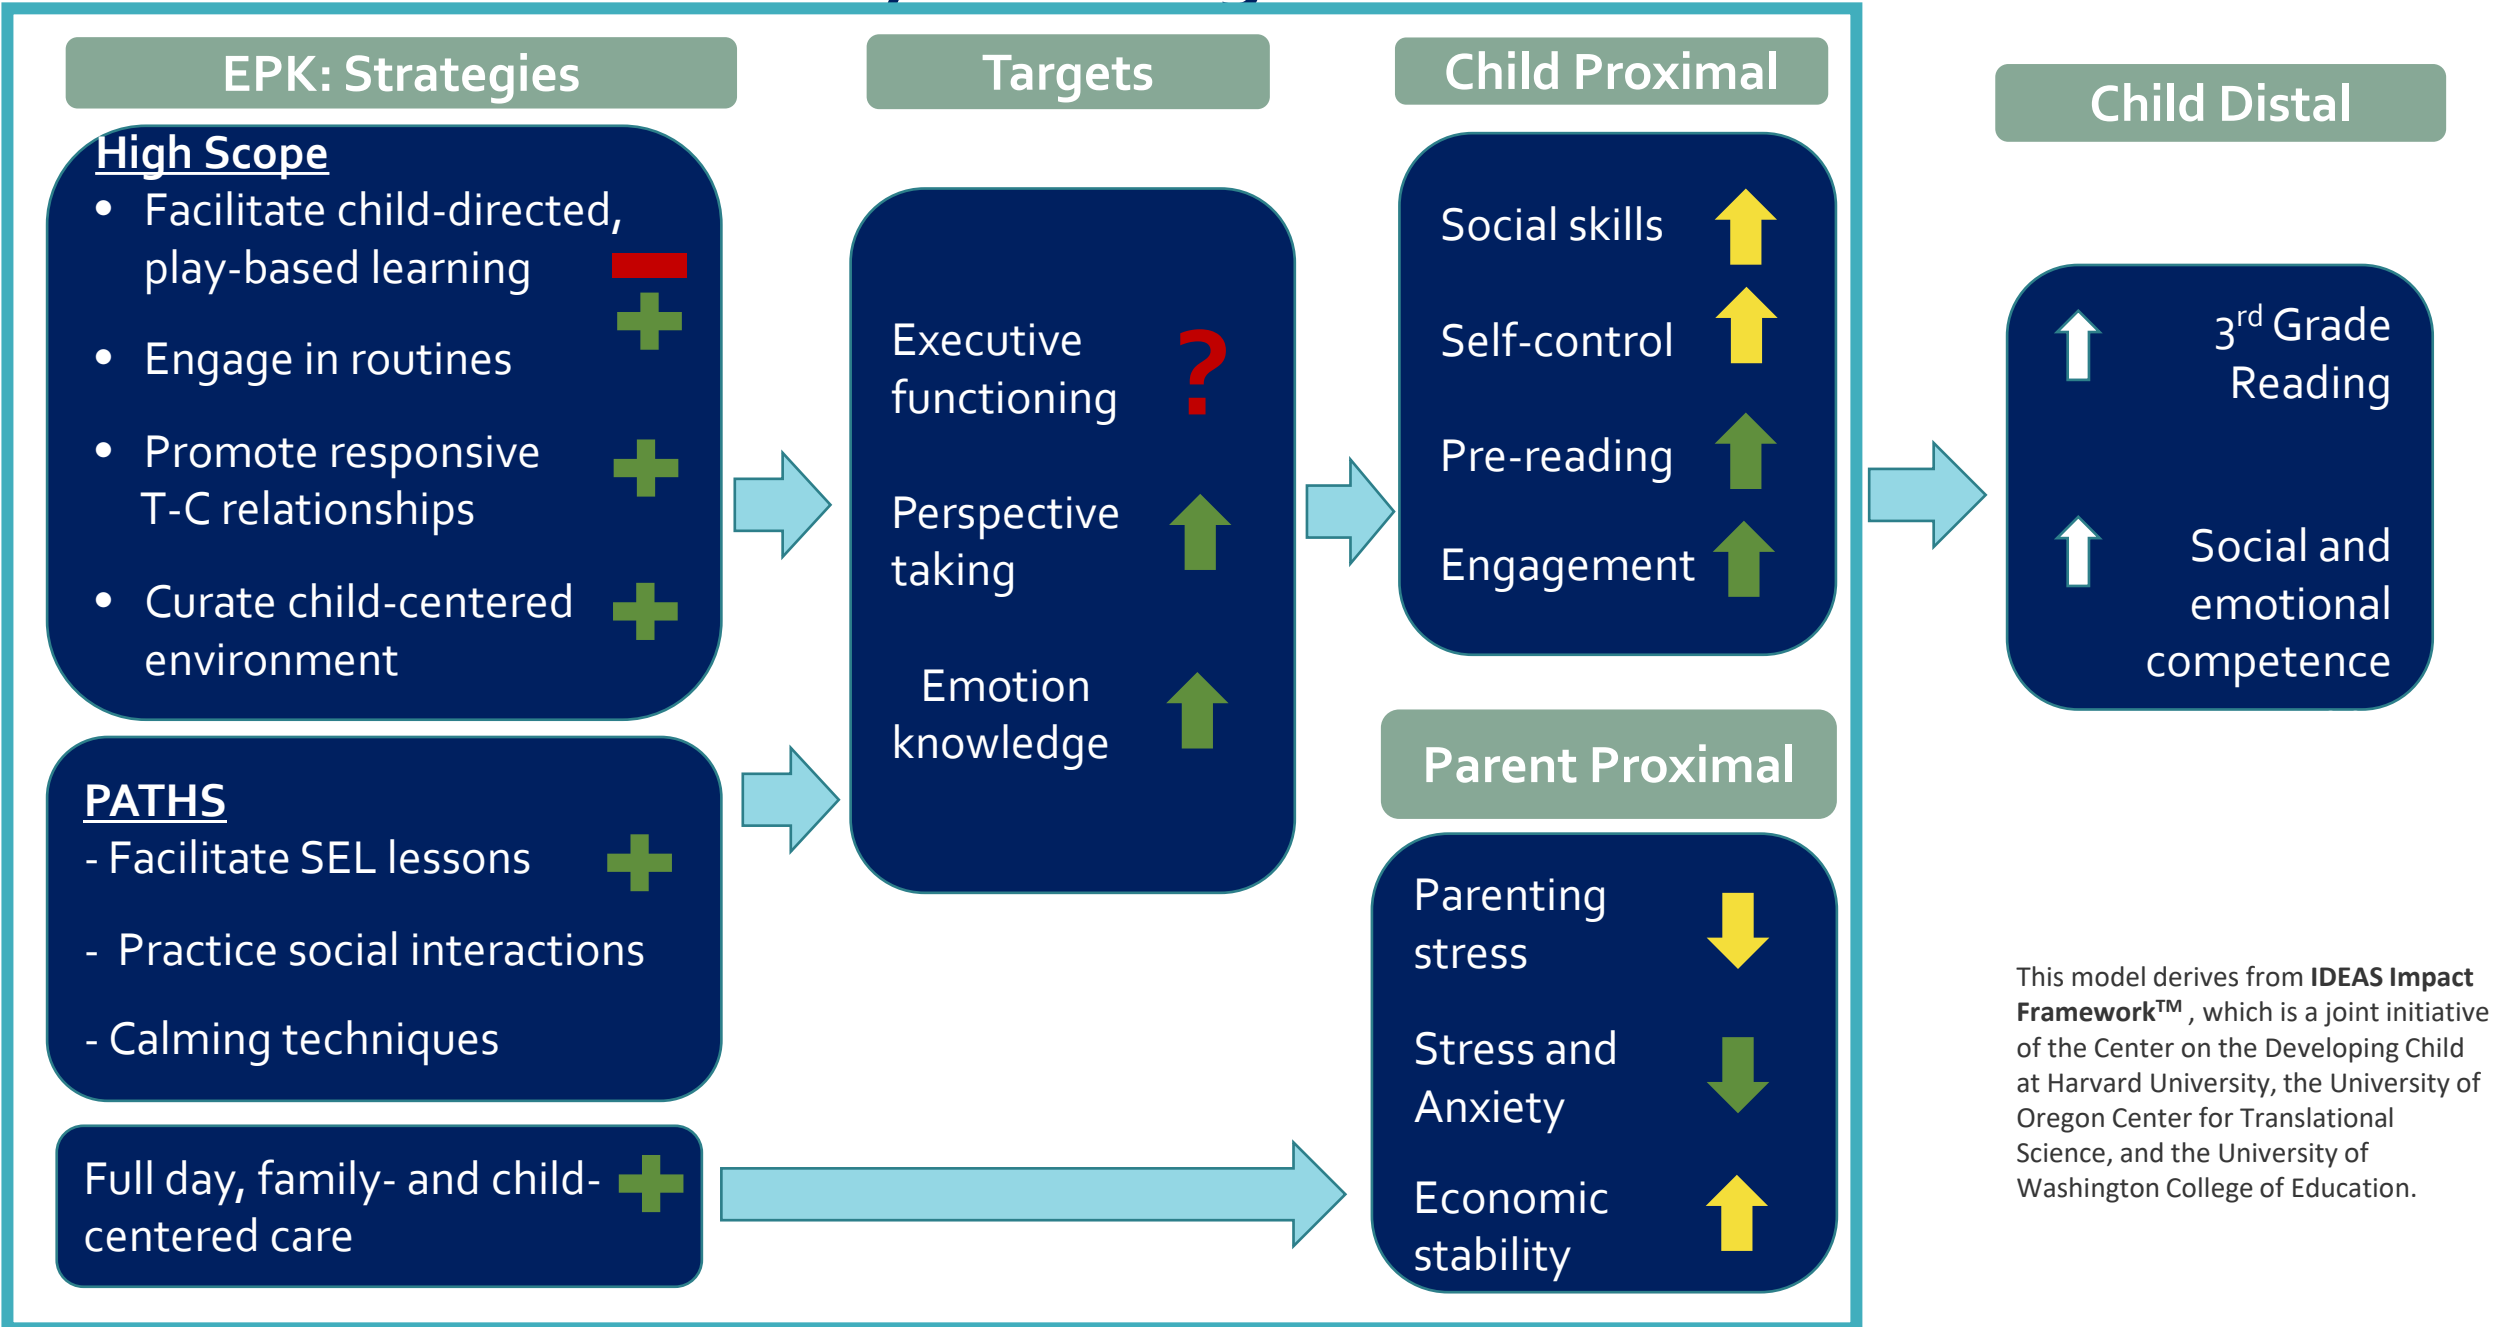 EPK: Strategies
High Scope
• Facilitate child-directed,
play-based learning
• Engage in routines
• Promote responsive
T-C relationships
• Curate child-centered
environment
PATHS
- Facilitate SEL lessons
- Practice social interactions
- Calming techniques
Full day, family- and child-
centered care
Targets
Executive
functioning
?
Perspective
taking
Emotion
knowledge
Child Proximal
Social skills
Self-control
Pre-reading
Engagement
Parent Proximal
Parenting
stress
Stress and
Anxiety
Economic
stability
Child Distal
3rd Grade
Reading
Social and
emotional
competence
This model derives from IDEAS Impact
Framework™ , which is a joint initiative
of the Center on the Developing Child
at Harvard University, the University of
Oregon Center for Translational
Science, and the University of
Washington College of Education.